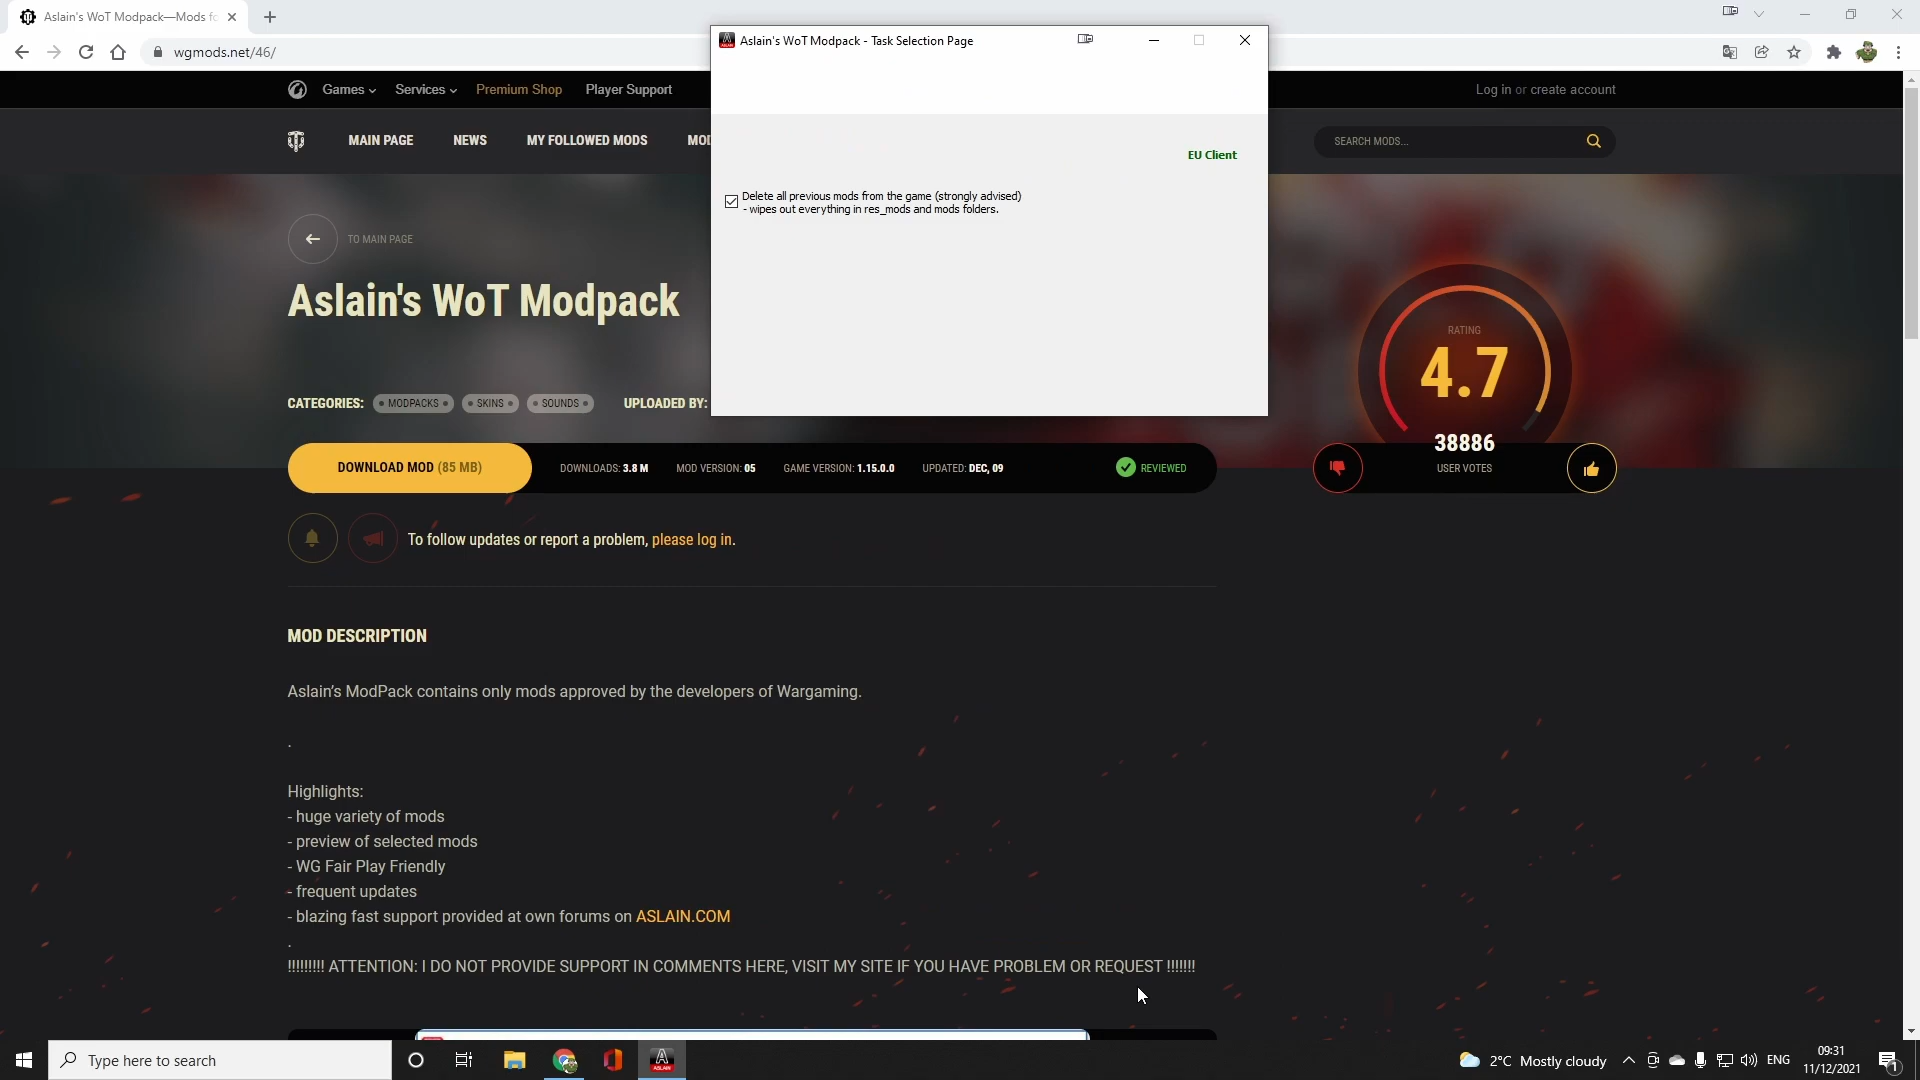 Aslain's WoT Modpack—Mods fo
wgmods.net/46/
Games
Services
Premium Shop
Player Support
Log in or create account
MAIN PAGE
NEWS
MY FOLLOWED MODS
MOD
SEARCH MODS...
Aslain's WoT Modpack - Task Selection Page
EU Client
Delete all previous mods from the game (strongly advised)
- wipes out everything in res_mods and mods folders.
TO MAIN PAGE
Aslain's WoT Modpack
CATEGORIES:
MODPACKS
SKINS
SOUNDS
UPLOADED BY:
RATING
4.7
38886
USER VOTES
DOWNLOAD MOD (85 MB)
DOWNLOADS: 3.8 M
MOD VERSION: 05
GAME VERSION: 1.15.0.0
UPDATED: DEC, 09
REVIEWED
To follow updates or report a problem, please log in.
MOD DESCRIPTION
Aslain's ModPack contains only mods approved by the developers of Wargaming.
.
Highlights:
- huge variety of mods
- preview of selected mods
- WG Fair Play Friendly
- frequent updates
- blazing fast support provided at own forums on ASLAIN.COM
.
!!!!!!!!! ATTENTION: I DO NOT PROVIDE SUPPORT IN COMMENTS HERE, VISIT MY SITE IF YOU HAVE PROBLEM OR REQUEST !!!!!!!
Type here to search
A
ASLAIN
2°C Mostly cloudy
ENG
09:31
11/12/2021
1